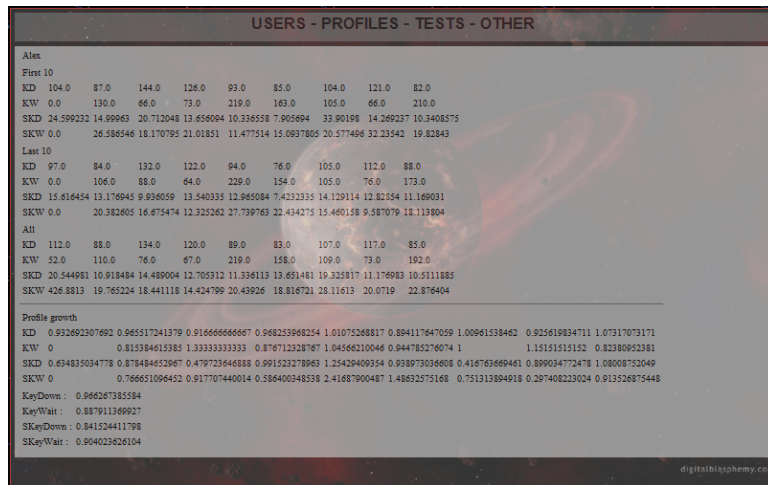 USERS - PROFILES - TESTS - OTHER
Alex
First 10
KD 104.0 87.0 144.0 126.0 93.0 85.0 104.0 121.0 82.0
KW 0.0 130.0 66.0 73.0 219.0 163.0 105.0 66.0 210.0
SKD 24.599232 14.99963 20.712048 13.656094 10.336558 7.905694 33.90198 14.269237 10.3408575
SKW 0.0 26.586546 18.170795 21.01851 11.477514 15.0937805 20.577496 32.23542 19.82843
Last 10
KD 97.0 84.0 132.0 122.0 94.0 76.0 105.0 112.0 88.0
KW 0.0 106.0 88.0 64.0 229.0 154.0 105.0 76.0 173.0
SKD 15.616454 13.176945 9.936059 13.540335 12.965084 7.4232335 14.129114 12.82854 11.169031
SKW 0.0 20.382605 16.675474 12.325262 27.739763 22.434275 15.460158 9.587079 18.113804
All
KD 112.0 88.0 134.0 120.0 89.0 83.0 107.0 117.0 85.0
KW 52.0 110.0 76.0 67.0 219.0 158.0 109.0 73.0 192.0
SKD 20.544981 10.918484 14.489004 12.705312 11.336113 13.651481 19.325817 11.176983 10.5111885
SKW 426.8813 19.765224 18.441118 14.424799 20.43926 18.816721 28.11613 20.0719 22.876404
Profile growth
KD 0.932692307692 0.965517241379 0.916666666667 0.968253968254 1.01075268817 0.894117647059 1.00961538462 0.925619834711 1.07317073171
KW 0 0.815384615385 1.33333333333 0.876712328767 1.04566210046 0.944785276074 1 1.15151515152 0.82380952381
SKD 0.634835034778 0.878484652967 0.479723646888 0.991523278963 1.25429409354 0.938973036608 0.416763669461 0.899034772478 1.08008752049
SKW 0 0.766651096452 0.917707440014 0.586400348538 2.41687900487 1.48632575168 0.751313894918 0.297408223024 0.913526875448
KeyDown : 0.966267385584
KeyWait : 0.887911369927
SKeyDown : 0.841524411798
SKeyWait : 0.904023626104
digitalblasphemy.co